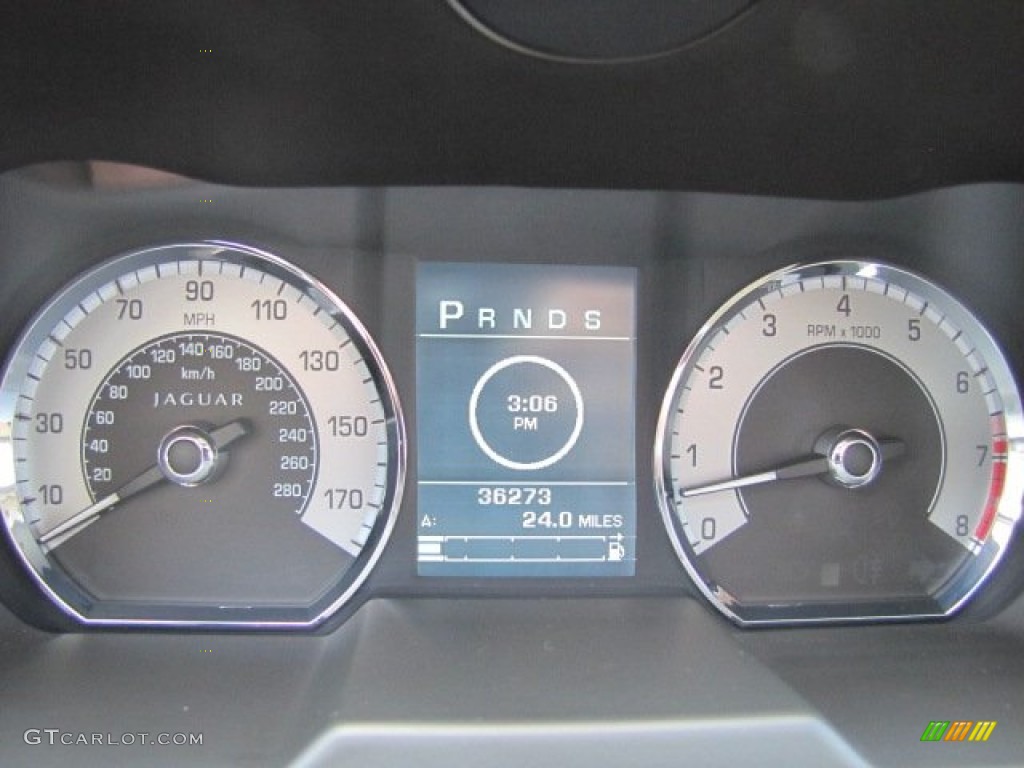 10 30 50 70 90 110 130 150 170
MPH
20 40 60 80 100 120 140 160 180 200 220 240 260 280
km/h
JAGUAR
P R N D S
3:06
PM
36273
A: 24.0 MILES
0 1 2 3 4 5 6 7 8
RPM x 1000
GTCARLOT.COM